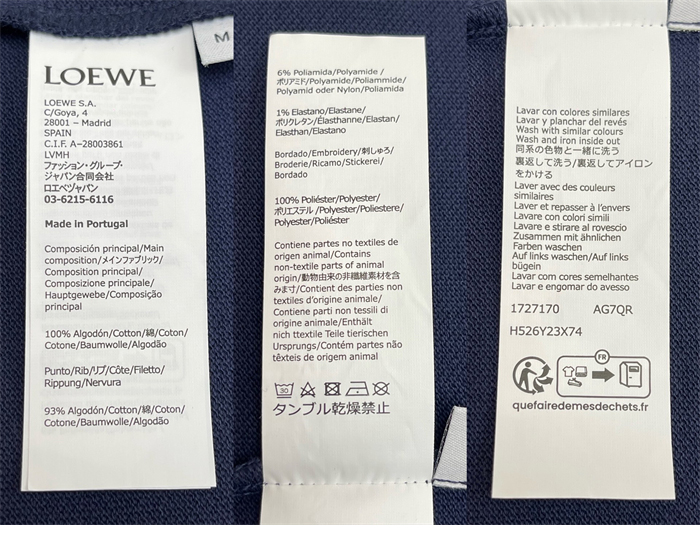 M
LOEWE
LOEWE S.A.
C/Goya, 4
28001 – Madrid
SPAIN
C.I.F. A–28003861
LVMH
ファッション・グループ・
ジャパン合同会社
ロエベジャパン
03-6215-6116
Made in Portugal
Composición principal/Main
composition/メインファブリック/
Composition principal/
Composizione principale/
Hauptgewebe/Composição
principal
100% Algodón/Cotton/綿/Coton/
Cotone/Baumwolle/Algodão
Punto/Rib/リブ/Côte/Filetto/
Rippung/Nervura
93% Algodón/Cotton/綿/Coton/
Cotone/Baumwolle/Algodão
6% Poliamida/Polyamide /
ポリアミド/Polyamide/Poliammide/
Polyamid oder Nylon/Poliamida
1% Elastano/Elastane/
ポリウレタン/Élasthanne/Elastan/
Elasthan/Elastano
Bordado/Embroidery/刺しゅう/
Broderie/Ricamo/Stickerei/
Bordado
100% Poliéster/Polyester/
ポリエステル /Polyester/Poliestere/
Polyester/Poliéster
Contiene partes no textiles de
origen animal/Contains
non-textile parts of animal
origin/動物由来の非繊維素材を含
みます/Contient des parties non
textiles d'origine animale/
Contiene parti non tessili di
origine animale/Enthält
nich ttextile Teile tierischen
Ursprungs/Contém partes não
têxteis de origem animal
30
タンブル乾燥禁止
Lavar con colores similares
Lavar y planchar del revés
Wash with similar colours
Wash and iron inside out
同系の色物と一緒に洗う
裏返して洗う/裏返してアイロン
をかける
Laver avec des couleurs
similaires
Laver et repasser à l'envers
Lavare con colori simili
Lavare e stirare al rovescio
Zusammen mit ähnlichen
Farben waschen
Auf links waschen/Auf links
bügeln
Lavar com cores semelhantes
Lavar e engomar do avesso
1727170 AG7QR
H526Y23X74
FR
quefairedemesdechets.fr